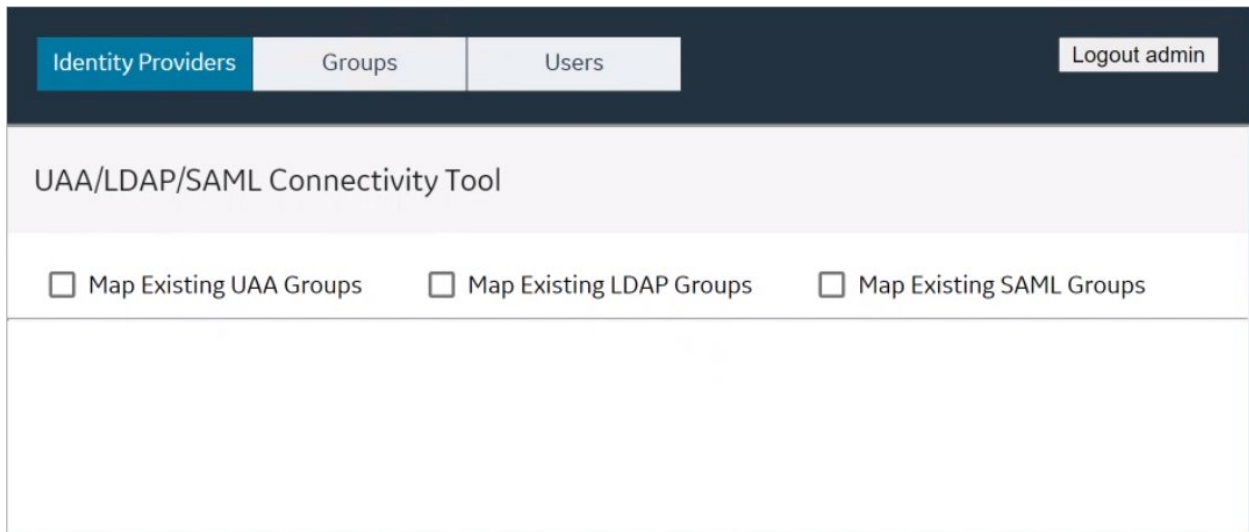 Identity Providers Groups Users Logout admin
UAA/LDAP/SAML Connectivity Tool
Map Existing UAA Groups Map Existing LDAP Groups Map Existing SAML Groups